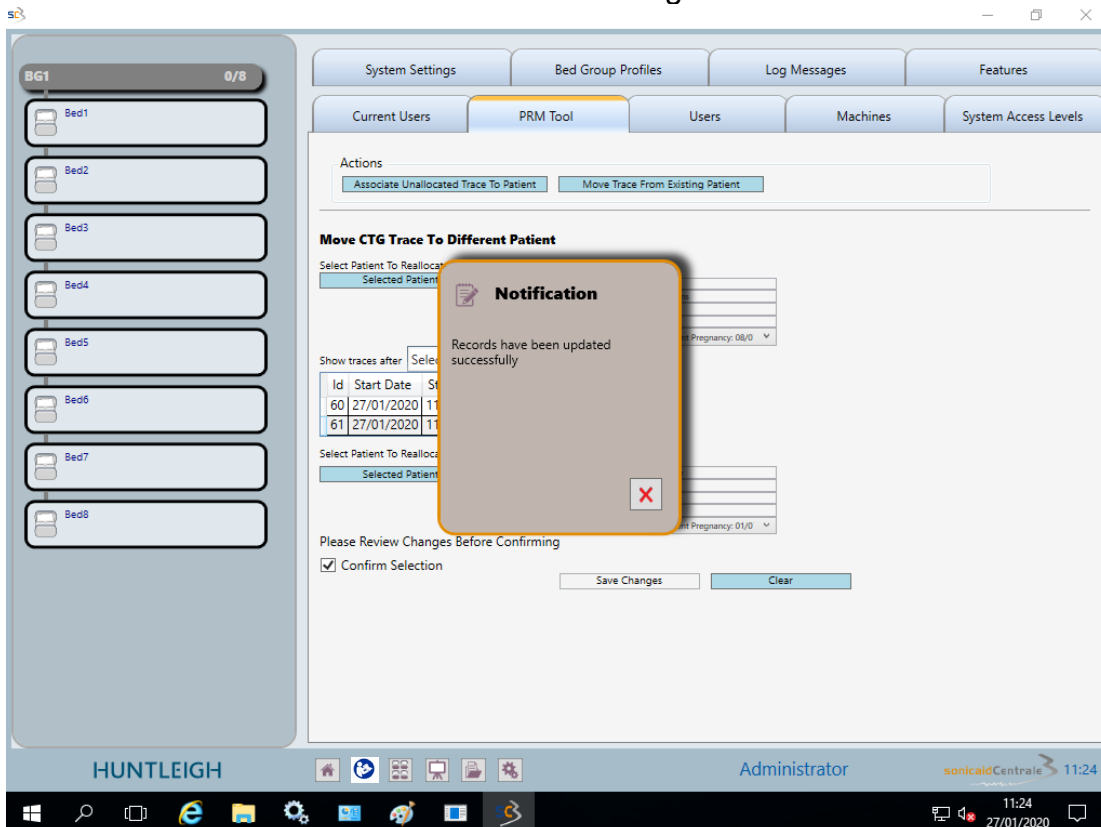 BG1 0/8
Bed1
Bed2
Bed3
Bed4
Bed5
Bed6
Bed7
Bed8
System Settings Bed Group Profiles Log Messages Features
Current Users PRM Tool Users Machines System Access Levels
Actions
Associate Unallocated Trace To Patient Move Trace From Existing Patient
Move CTG Trace To Different Patient
Select Patient To Realloca
Selected Patient
Pregnancy: 08/0
Show traces after Sele
Id Start Date St
60 27/01/2020 11
61 27/01/2020 11
Select Patient To Realloca
Selected Patient
Pregnancy: 01/0
Notification
Records have been updated
successfully
Please Review Changes Before Confirming
Confirm Selection
Save Changes Clear
HUNTLEIGH Administrator sonicaidCentrale3 11:24
11:24
27/01/2020